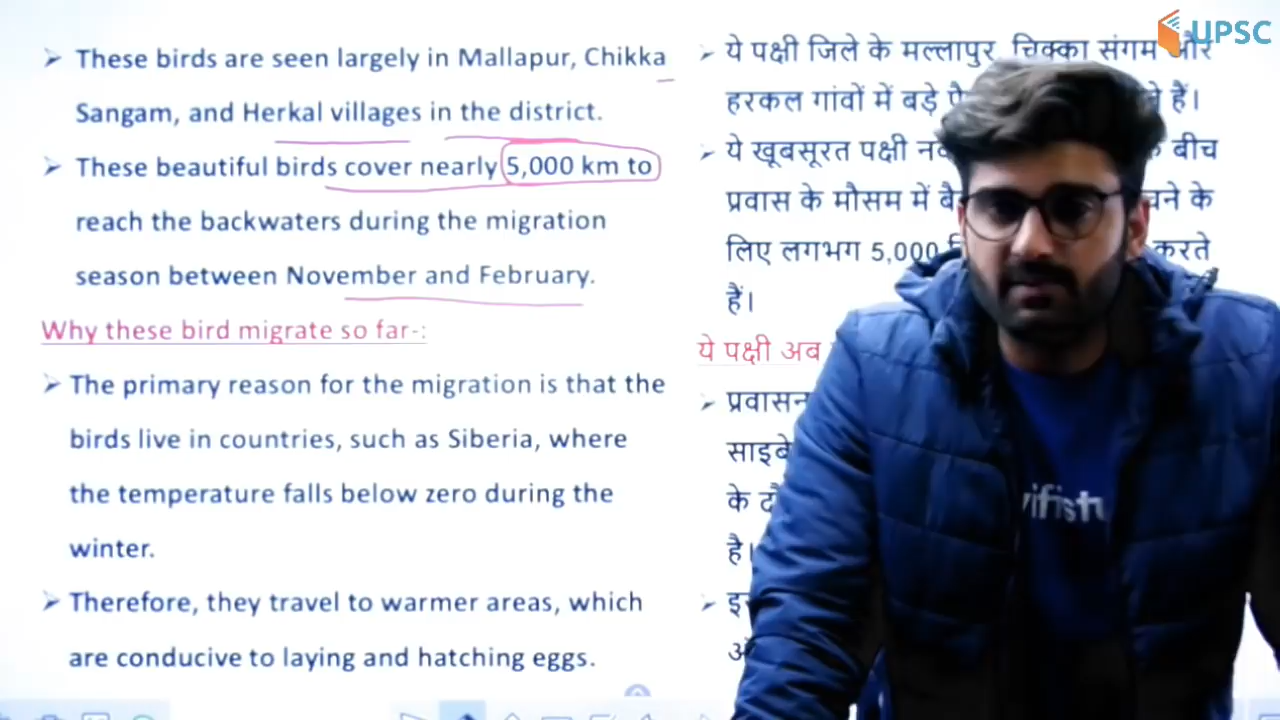 UPSC
➢ These birds are seen largely in Mallapur, Chikka
Sangam, and Herkal villages in the district.
➢ These beautiful birds cover nearly 5,000 km to
reach the backwaters during the migration
season between November and February.
Why these bird migrate so far-:
➢ The primary reason for the migration is that the
birds live in countries, such as Siberia, where
the temperature falls below zero during the
winter.
➢ Therefore, they travel to warmer areas, which
are conducive to laying and hatching eggs.
➢ ये पक्षी जिले के मल्लापुर, चिक्का संगम और
हरकल गांवों में बड़े हैं।
➢ ये खूबसूरत पक्षी बीच
प्रवास के मौसम में के
लिए लगभग 5,000 करते
हैं।
ये पक्षी अब
➢
के
है।
➢